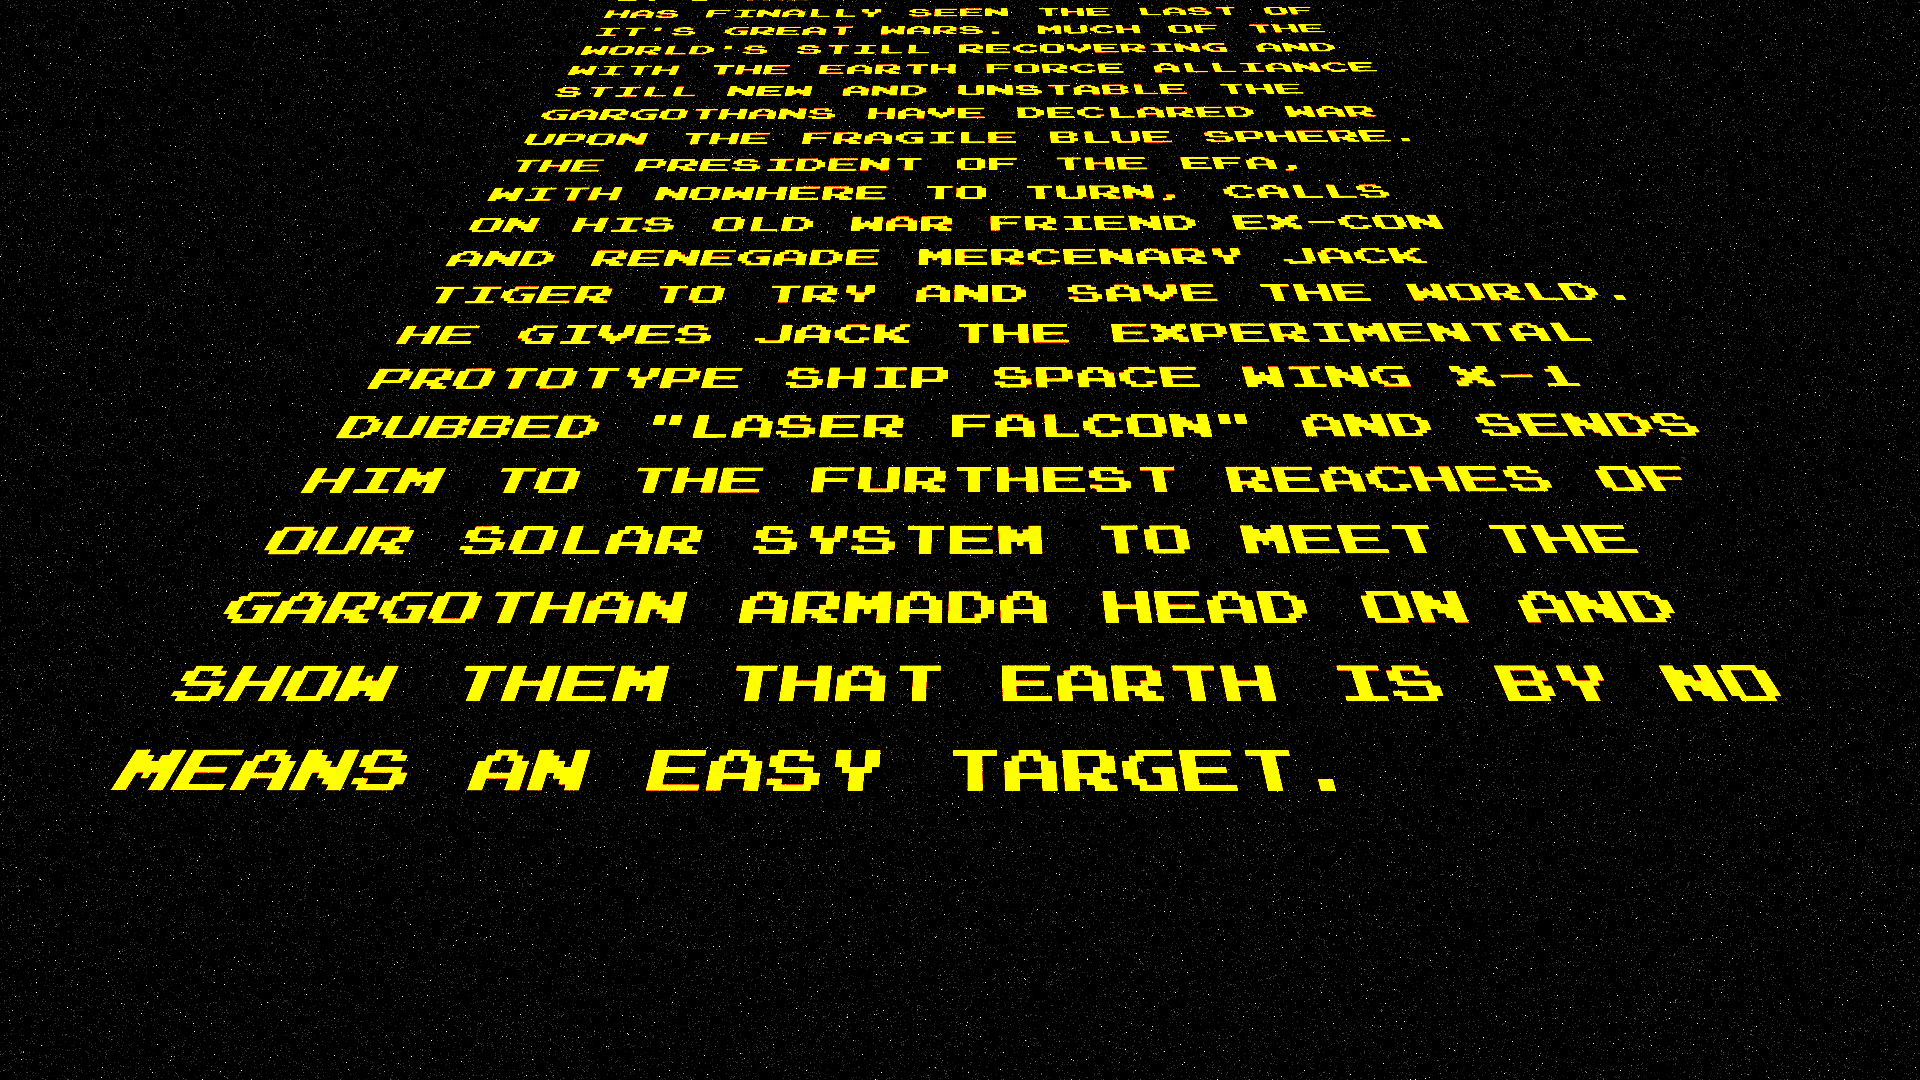 HAS FINALLY SEEN THE LAST OF
IT'S GREAT WARS. MUCH OF THE
WORLD'S STILL RECOVERING AND
WITH THE EARTH FORCE ALLIANCE
STILL NEW AND UNSTABLE THE
GARGOTHANS HAVE DECLARED WAR
UPON THE FRAGILE BLUE SPHERE.
THE PRESIDENT OF THE EFA,
WITH NOWHERE TO TURN, CALLS
ON HIS OLD WAR FRIEND EX-CON
AND RENEGADE MERCENARY JACK
TIGER TO TRY AND SAVE THE WORLD.
HE GIVES JACK THE EXPERIMENTAL
PROTOTYPE SHIP SPACE WING X-1
DUBBED "LASER FALCON" AND SENDS
HIM TO THE FURTHEST REACHES OF
OUR SOLAR SYSTEM TO MEET THE
GARGOTHAN ARMADA HEAD ON AND
SHOW THEM THAT EARTH IS BY NO
MEANS AN EASY TARGET.